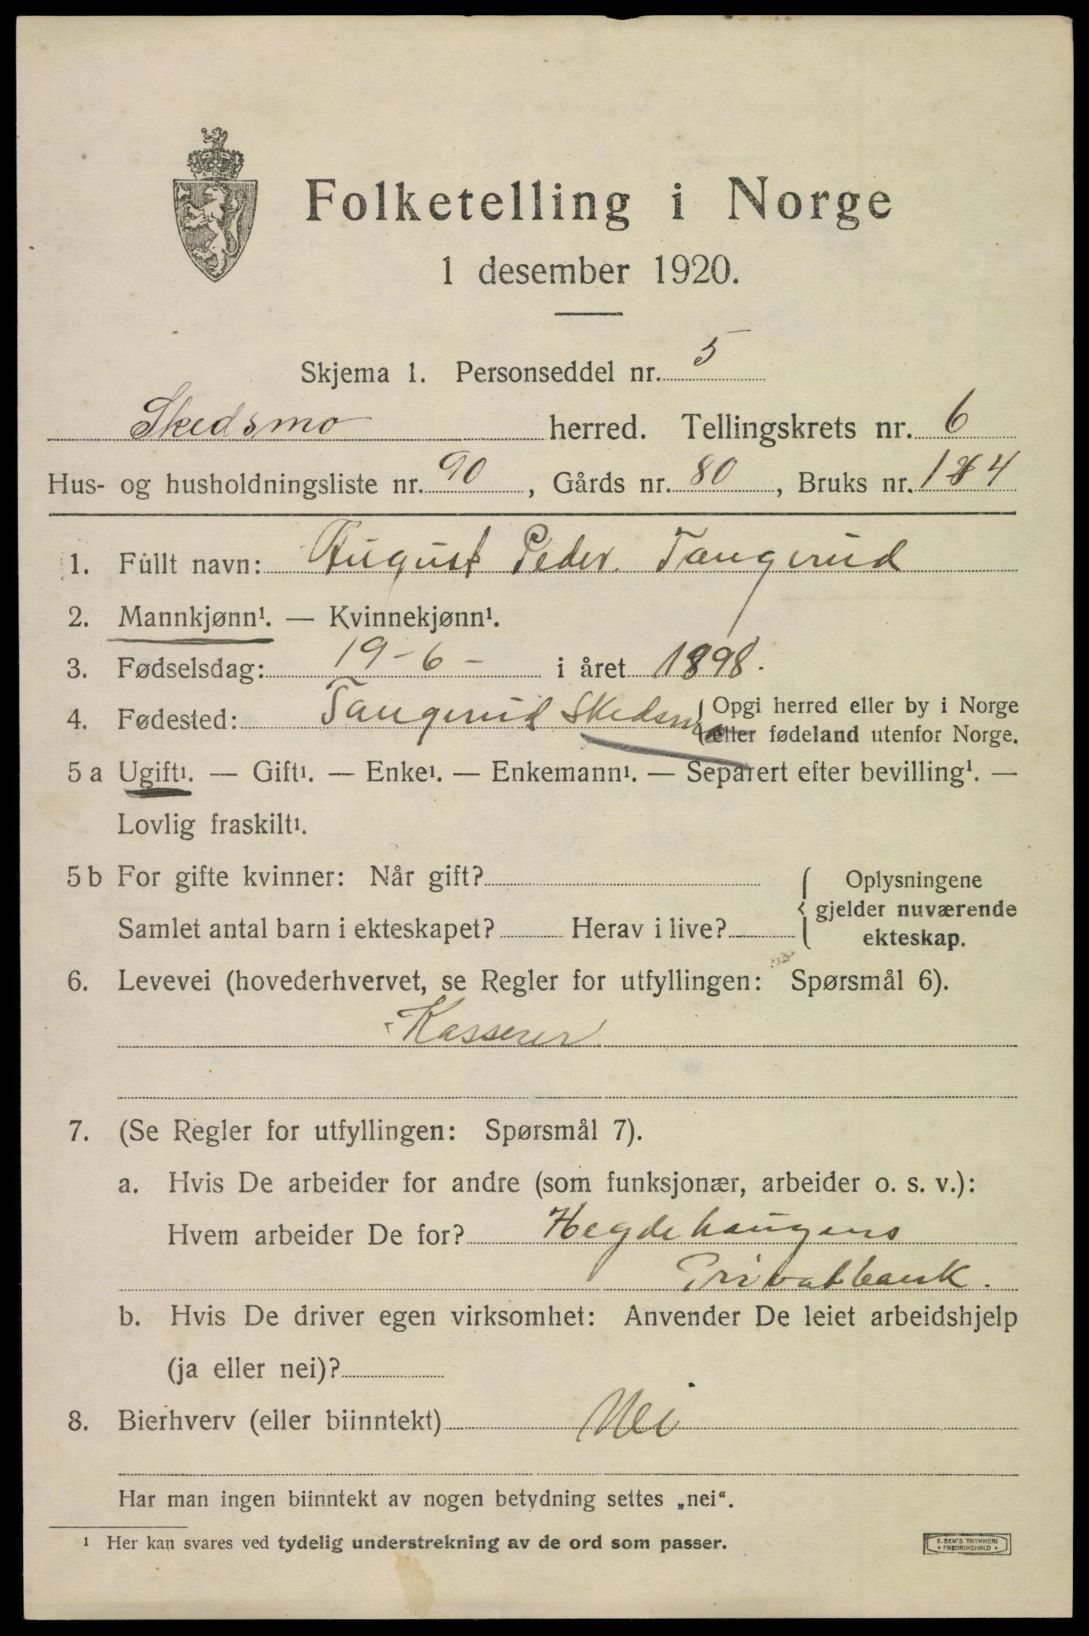 Folketelling i Norge
1 desember 1920.
Skjema 1. Personseddel nr. 5
Skedsmo herred. Tellingskrets nr. 6
Hus- og husholdningsliste nr. 90, Gårds nr. 80, Bruks nr. 184
1. Fullt navn: August Peder Tangerud
2. Mannkjønn¹. — Kvinnekjønn¹.
3. Fødselsdag: 19-6- i året 1898.
4. Fødested: Tangerud Skedsmo { Opgi herred eller by i Norge
eller fødeland utenfor Norge.
5 a Ugift¹. — Gift¹. — Enke¹. — Enkemann¹. — Separert efter bevilling¹. —
Lovlig fraskilt¹.
5 b For gifte kvinner: Når gift?
Samlet antal barn i ekteskapet? Herav i live?
{ Oplysningene
gjelder nuværende
ekteskap.
6. Levevei (hovederhvervet, se Regler for utfyllingen: Spørsmål 6).
Kasserer
7. (Se Regler for utfyllingen: Spørsmål 7).
a. Hvis De arbeider for andre (som funksjonær, arbeider o. s. v.):
Hvem arbeider De for? Hegdehaugens
Privatbank.
b. Hvis De driver egen virksomhet: Anvender De leiet arbeidshjelp
(ja eller nei)?
8. Bierhverv (eller biinntekt) Nei
Har man ingen biinntekt av nogen betydning settes „nei“.
¹ Her kan svares ved tydelig understrekning av de ord som passer.
E. SEM'S TRYKKERI
• FREDRIKSHALD •